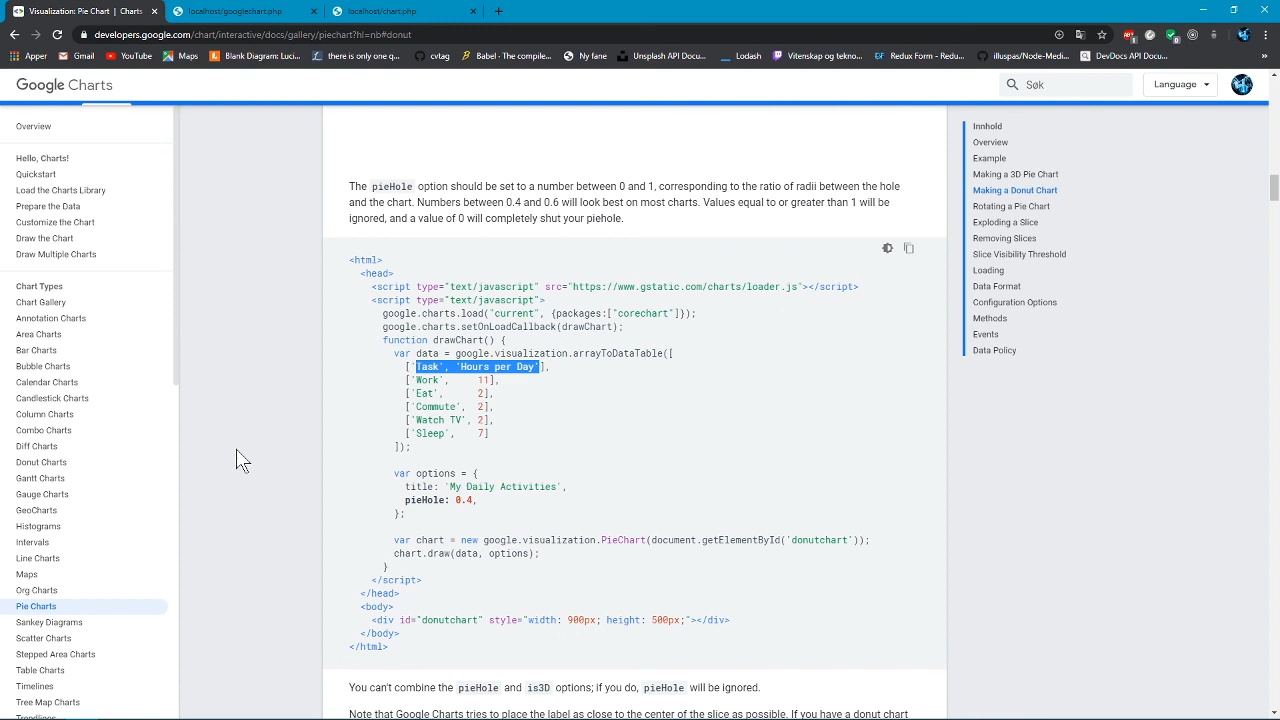 Visualization: Pie Chart | Charts
localhost/googlechart.php
localhost/chart.php
developers.google.com/chart/interactive/docs/gallery/piechart?hl=nb#donut
Apper
Gmail
YouTube
Maps
Blank Diagram: Luci...
there is only one q...
cvtag
Babel - The compile...
Ny fane
Unsplash API Docu...
Lodash
Vitenskap og tekno...
Redux Form - Redu...
illuspas/Node-Medi...
DevDocs API Docu...
Google Charts
Søk
Language
Overview
Hello, Charts!
Quickstart
Load the Charts Library
Prepare the Data
Customize the Chart
Draw the Chart
Draw Multiple Charts
Chart Types
Chart Gallery
Annotation Charts
Area Charts
Bar Charts
Bubble Charts
Calendar Charts
Candlestick Charts
Column Charts
Combo Charts
Diff Charts
Donut Charts
Gantt Charts
Gauge Charts
GeoCharts
Histograms
Intervals
Line Charts
Maps
Org Charts
Pie Charts
Sankey Diagrams
Scatter Charts
Stepped Area Charts
Table Charts
Timelines
Tree Map Charts
Trendlines
The pieHole option should be set to a number between 0 and 1, corresponding to the ratio of radii between the hole
and the chart. Numbers between 0.4 and 0.6 will look best on most charts. Values equal to or greater than 1 will be
ignored, and a value of 0 will completely shut your piehole.
<html>
<head>
<script type="text/javascript" src="https://www.gstatic.com/charts/loader.js"></script>
<script type="text/javascript">
google.charts.load("current", {packages:["corechart"]});
google.charts.setOnLoadCallback(drawChart);
function drawChart() {
var data = google.visualization.arrayToDataTable([
['Task', 'Hours per Day'],
['Work', 11],
['Eat', 2],
['Commute', 2],
['Watch TV', 2],
['Sleep', 7]
]);
var options = {
title: 'My Daily Activities',
pieHole: 0.4,
};
var chart = new google.visualization.PieChart(document.getElementById('donutchart'));
chart.draw(data, options);
}
</script>
</head>
<body>
<div id="donutchart" style="width: 900px; height: 500px;"></div>
</body>
</html>
You can't combine the pieHole and is3D options; if you do, pieHole will be ignored.
Note that Google Charts tries to place the label as close to the center of the slice as possible. If you have a donut chart
Innhold
Overview
Example
Making a 3D Pie Chart
Making a Donut Chart
Rotating a Pie Chart
Exploding a Slice
Removing Slices
Slice Visibility Threshold
Loading
Data Format
Configuration Options
Methods
Events
Data Policy